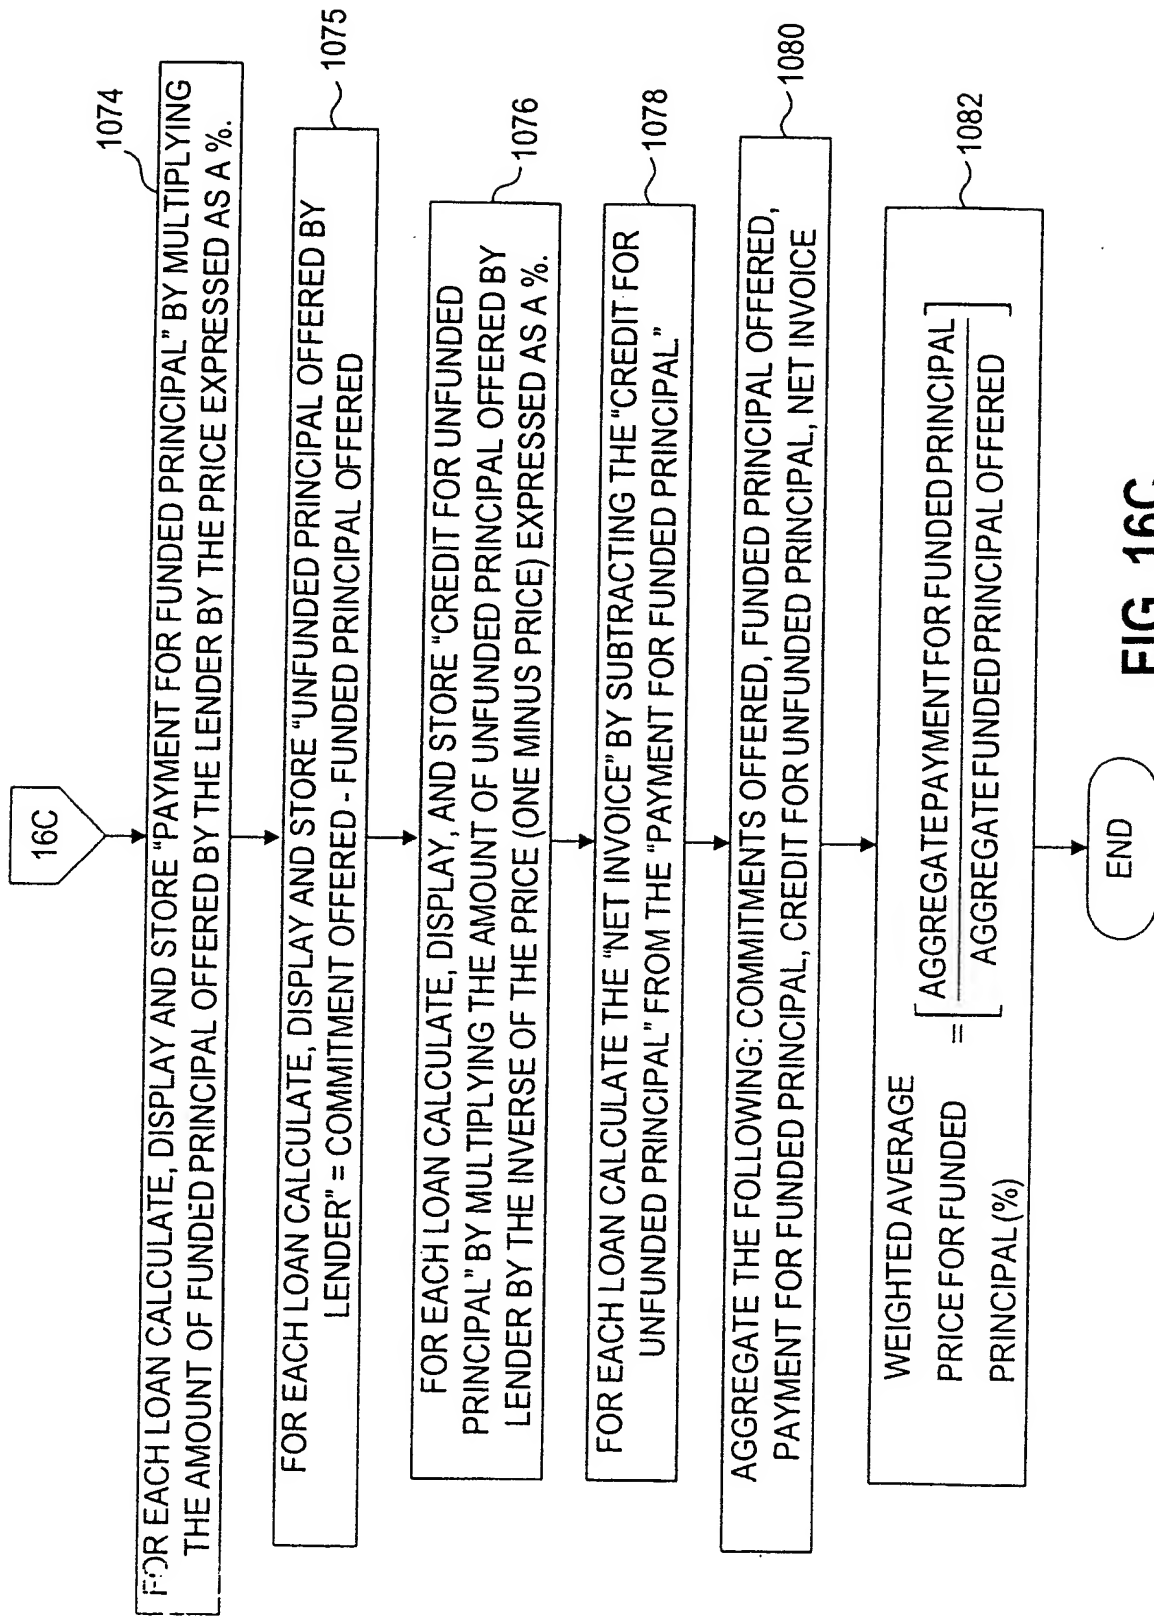 16C
1074
FOR EACH LOAN CALCULATE, DISPLAY AND STORE “PAYMENT FOR FUNDED PRINCIPAL” BY MULTIPLYING
THE AMOUNT OF FUNDED PRINCIPAL OFFERED BY THE LENDER BY THE PRICE EXPRESSED AS A %.
1075
FOR EACH LOAN CALCULATE, DISPLAY AND STORE “UNFUNDED PRINCIPAL OFFERED BY
LENDER” = COMMITMENT OFFERED - FUNDED PRINCIPAL OFFERED
1076
FOR EACH LOAN CALCULATE, DISPLAY, AND STORE “CREDIT FOR UNFUNDED
PRINCIPAL” BY MULTIPLYING THE AMOUNT OF UNFUNDED PRINCIPAL OFFERED BY
LENDER BY THE INVERSE OF THE PRICE (ONE MINUS PRICE) EXPRESSED AS A %.
1078
FOR EACH LOAN CALCULATE THE “NET INVOICE” BY SUBTRACTING THE “CREDIT FOR
UNFUNDED PRINCIPAL” FROM THE “PAYMENT FOR FUNDED PRINCIPAL.”
1080
AGGREGATE THE FOLLOWING: COMMITMENTS OFFERED, FUNDED PRINCIPAL OFFERED,
PAYMENT FOR FUNDED PRINCIPAL, CREDIT FOR UNFUNDED PRINCIPAL, NET INVOICE
1082
WEIGHTED AVERAGE
PRICE FOR FUNDED
PRINCIPAL (%)
=
AGGREGATE PAYMENT FOR FUNDED PRINCIPAL
AGGREGATE FUNDED PRINCIPAL OFFERED
END
FIG. 16C